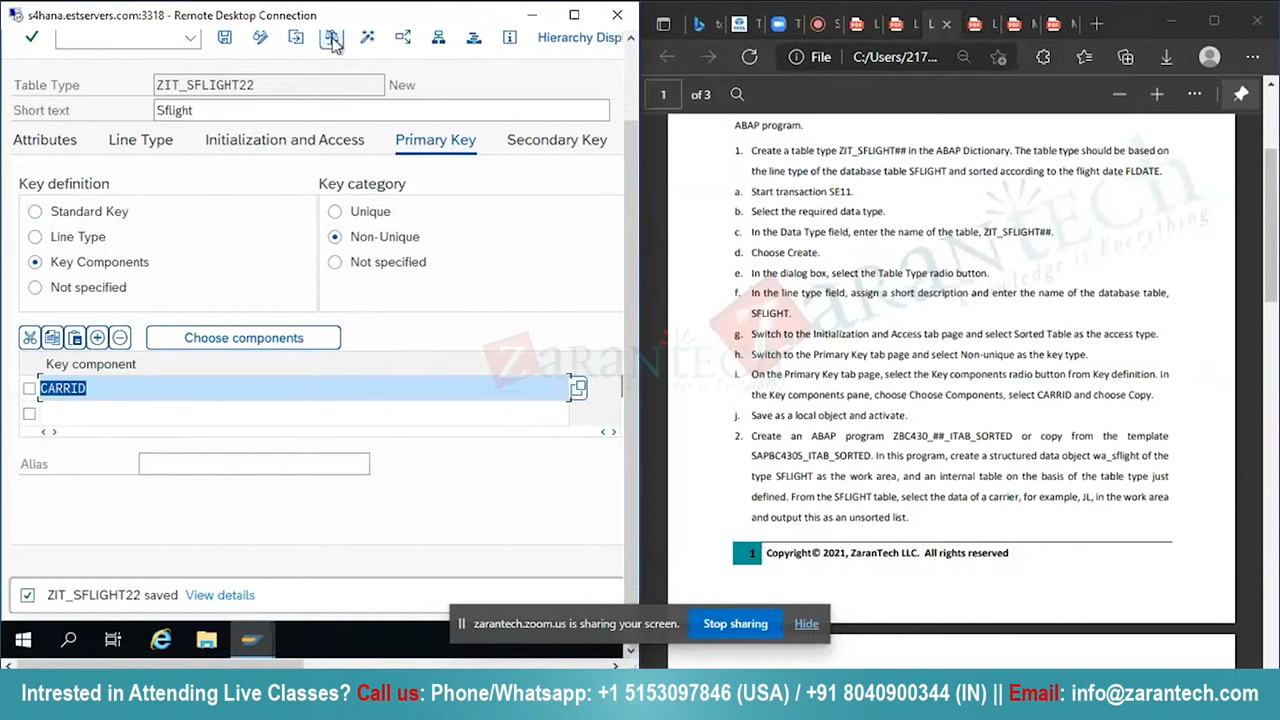 s4hana.estservers.com:3318 - Remote Desktop Connection
Hierarchy Disp
Table Type ZIT_SFLIGHT22 New
Short text Sflight
Attributes Line Type Initialization and Access Primary Key Secondary Key
Key definition Key category
Standard Key Unique
Line Type Non-Unique
Key Components Not specified
Not specified
Choose components
Key component
CARRID
Alias
ZIT_SFLIGHT22 saved View details
File C:/Users/217...
1 of 3
ABAP program.
1. Create a table type ZIT_SFLIGHT## in the ABAP Dictionary. The table type should be based
on the line type of the database table SFLIGHT and sorted according to the flight date FLDATE.
a. Start transaction SE11.
b. Select the required data type.
c. In the Data Type field, enter the name of the table, ZIT_SFLIGHT##.
d. Choose Create.
e. In the dialog box, select the Table Type radio button.
f. In the line type field, assign a short description and enter the name of the database table,
SFLIGHT.
g. Switch to the Initialization and Access tab page and select Sorted Table as the access type.
h. Switch to the Primary Key tab page and select Non-unique as the key type.
i. On the Primary Key tab page, select the Key components radio button from Key definition. In
the Key components pane, choose Choose Components, select CARRID and choose Copy.
j. Save as a local object and activate.
2. Create an ABAP program ZBC430_##_ITAB_SORTED or copy from the template
SAPBC430S_ITAB_SORTED. In this program, create a structured data object wa_sflight of the
type SFLIGHT as the work area, and an internal table on the basis of the table type just
defined. From the SFLIGHT table, select the data of a carrier, for example, JL, in the work area
and output this as an unsorted list.
1 Copyright© 2021, ZaranTech LLC. All rights reserved
zarantech.zoom.us is sharing your screen. Stop sharing Hide
Intrested in Attending Live Classes? Call us: Phone/Whatsapp: +1 5153097846 (USA) / +91 8040900344 (IN) || Email: info@zarantech.com